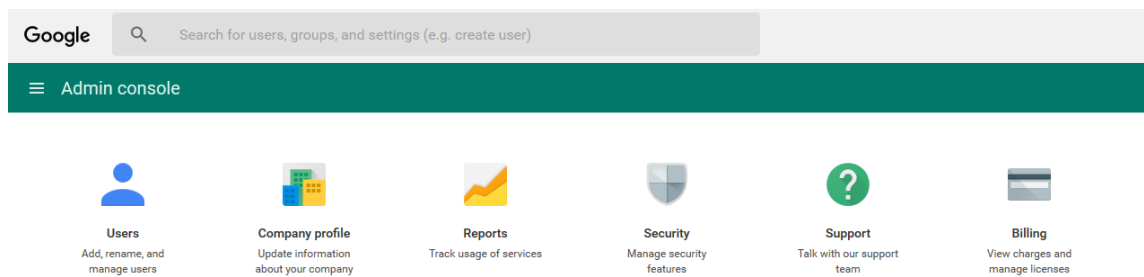 Google
Search for users, groups, and settings (e.g. create user)
Admin console
Users
Add, rename, and
manage users
Company profile
Update information
about your company
Reports
Track usage of services
Security
Manage security
features
Support
Talk with our support
team
Billing
View charges and
manage licenses